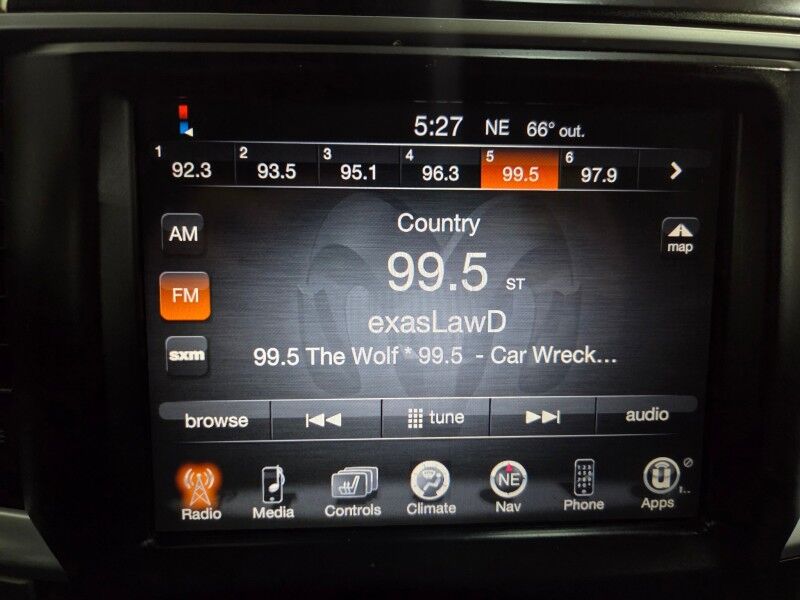 5:27 NE 66° out.
1 92.3 2 93.5 3 95.1 4 96.3 5 99.5 6 97.9
Country
AM
map
99.5 ST
FM
exasLawD
sxm
99.5 The Wolf * 99.5 - Car Wreck...
browse tune audio
NE U
Radio Media Controls Climate Nav Phone Apps